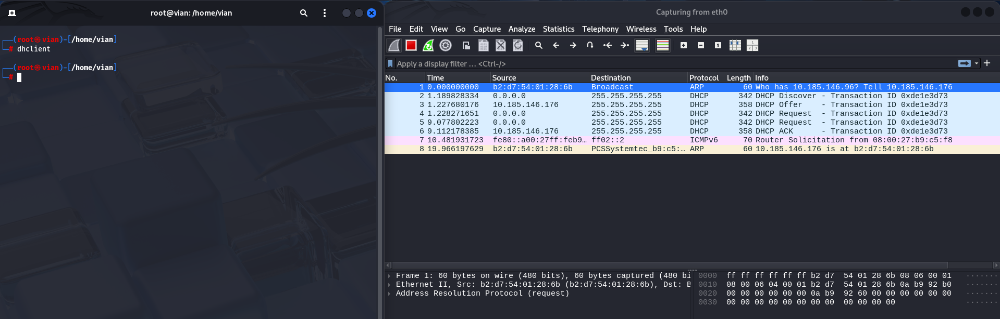 root@vian: /home/vian
(root㉿vian)-[/home/vian]
# dhclient
(root㉿vian)-[/home/vian]
#
Capturing from eth0
File Edit View Go Capture Analyze Statistics Telephony Wireless Tools Help
Apply a display filter … <Ctrl-/>
No. Time Source Destination Protocol Length Info
1 0.000000000 b2:d7:54:01:28:6b Broadcast ARP 60 Who has 10.185.146.96? Tell 10.185.146.176
2 1.189828334 0.0.0.0 255.255.255.255 DHCP 342 DHCP Discover - Transaction ID 0xde1e3d73
3 1.227680176 10.185.146.176 255.255.255.255 DHCP 358 DHCP Offer - Transaction ID 0xde1e3d73
4 1.228271651 0.0.0.0 255.255.255.255 DHCP 342 DHCP Request - Transaction ID 0xde1e3d73
5 9.077802223 0.0.0.0 255.255.255.255 DHCP 342 DHCP Request - Transaction ID 0xde1e3d73
6 9.112178385 10.185.146.176 255.255.255.255 DHCP 358 DHCP ACK - Transaction ID 0xde1e3d73
7 10.481931723 fe80::a00:27ff:feb9… ff02::2 ICMPv6 70 Router Solicitation from 08:00:27:b9:c5:f8
8 19.966197629 b2:d7:54:01:28:6b PCSSystemtec_b9:c5:… ARP 60 10.185.146.176 is at b2:d7:54:01:28:6b
Frame 1: 60 bytes on wire (480 bits), 60 bytes captured (480 bi
Ethernet II, Src: b2:d7:54:01:28:6b (b2:d7:54:01:28:6b), Dst: B
Address Resolution Protocol (request)
0000 ff ff ff ff ff ff b2 d7 54 01 28 6b 08 06 00 01 ·······
0010 08 00 06 04 00 01 b2 d7 54 01 28 6b 0a b9 92 b0 ·······
0020 00 00 00 00 00 00 0a b9 92 60 00 00 00 00 00 00 ·······
0030 00 00 00 00 00 00 00 00 00 00 00 00 ·······